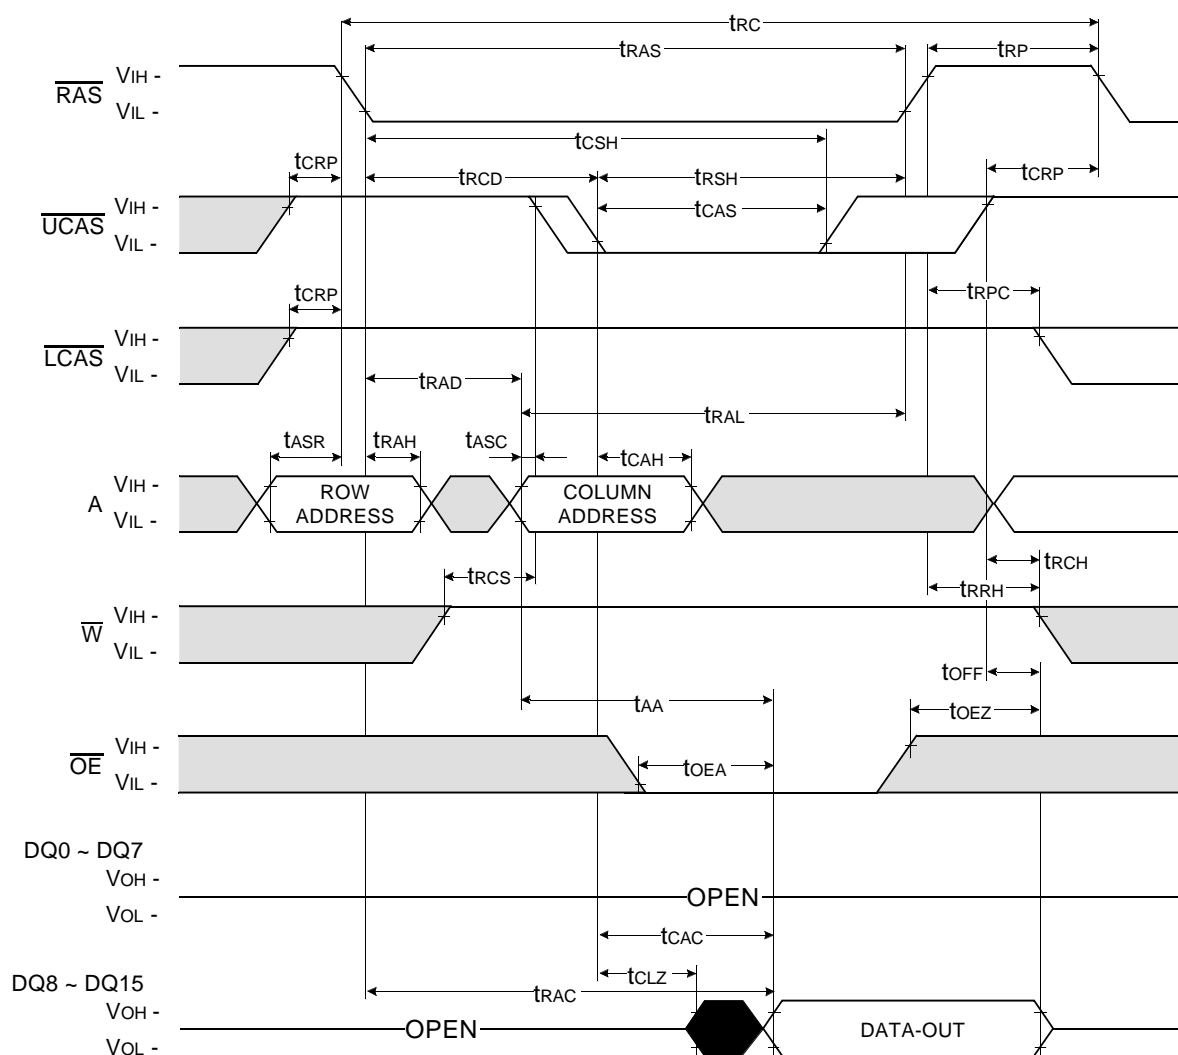 tRC
tRAS
tRP
RAS
VIH -
VIL -
tCSH
tCRP
tRCD
tRSH
tCRP
UCAS
VIH -
VIL -
tCAS
tCRP
tRPC
LCAS
VIH -
VIL -
tRAD
tRAL
tASR
tRAH
tASC
tCAH
A
VIH -
VIL -
ROW
ADDRESS
COLUMN
ADDRESS
tRCS
tRCH
tRRH
W
VIH -
VIL -
tOFF
tAA
tOEZ
OE
VIH -
VIL -
tOEA
DQ0 ~ DQ7
VOH -
VOL -
OPEN
tCAC
tCLZ
tRAC
DQ8 ~ DQ15
VOH -
VOL -
OPEN
DATA-OUT